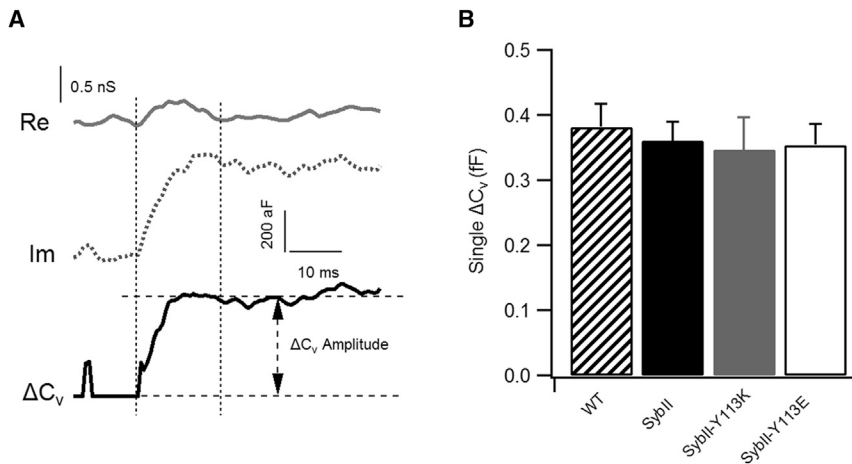 A
0.5 nS
Re
Im
200 aF
10 ms
ΔCv Amplitude
ΔCv
B
Single ΔCv (fF)
0.5
0.4
0.3
0.2
0.1
0.0
WT
SybII
SybII-Y113K
SybII-Y113E